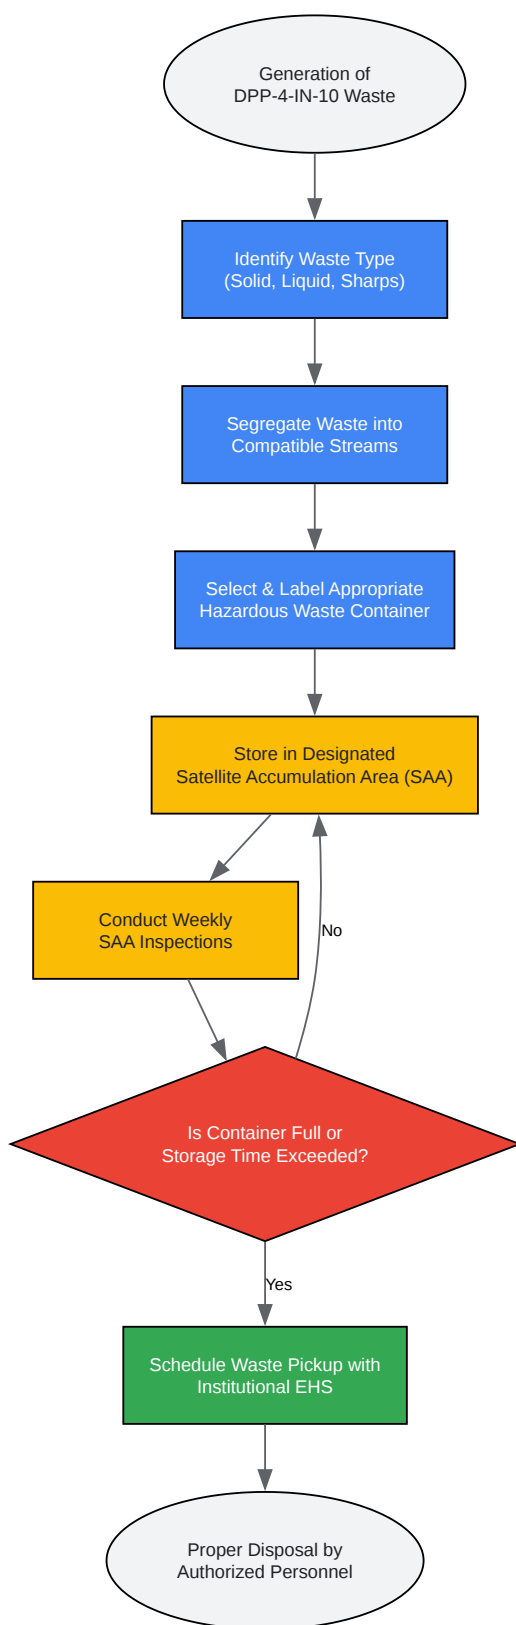 Generation of
DPP-4-IN-10 Waste
Identify Waste Type
(Solid, Liquid, Sharps)
Segregate Waste into
Compatible Streams
Select & Label Appropriate
Hazardous Waste Container
Store in Designated
Satellite Accumulation Area (SAA)
Conduct Weekly
SAA Inspections
No
Is Container Full or
Storage Time Exceeded?
Yes
Schedule Waste Pickup with
Institutional EHS
Proper Disposal by
Authorized Personnel